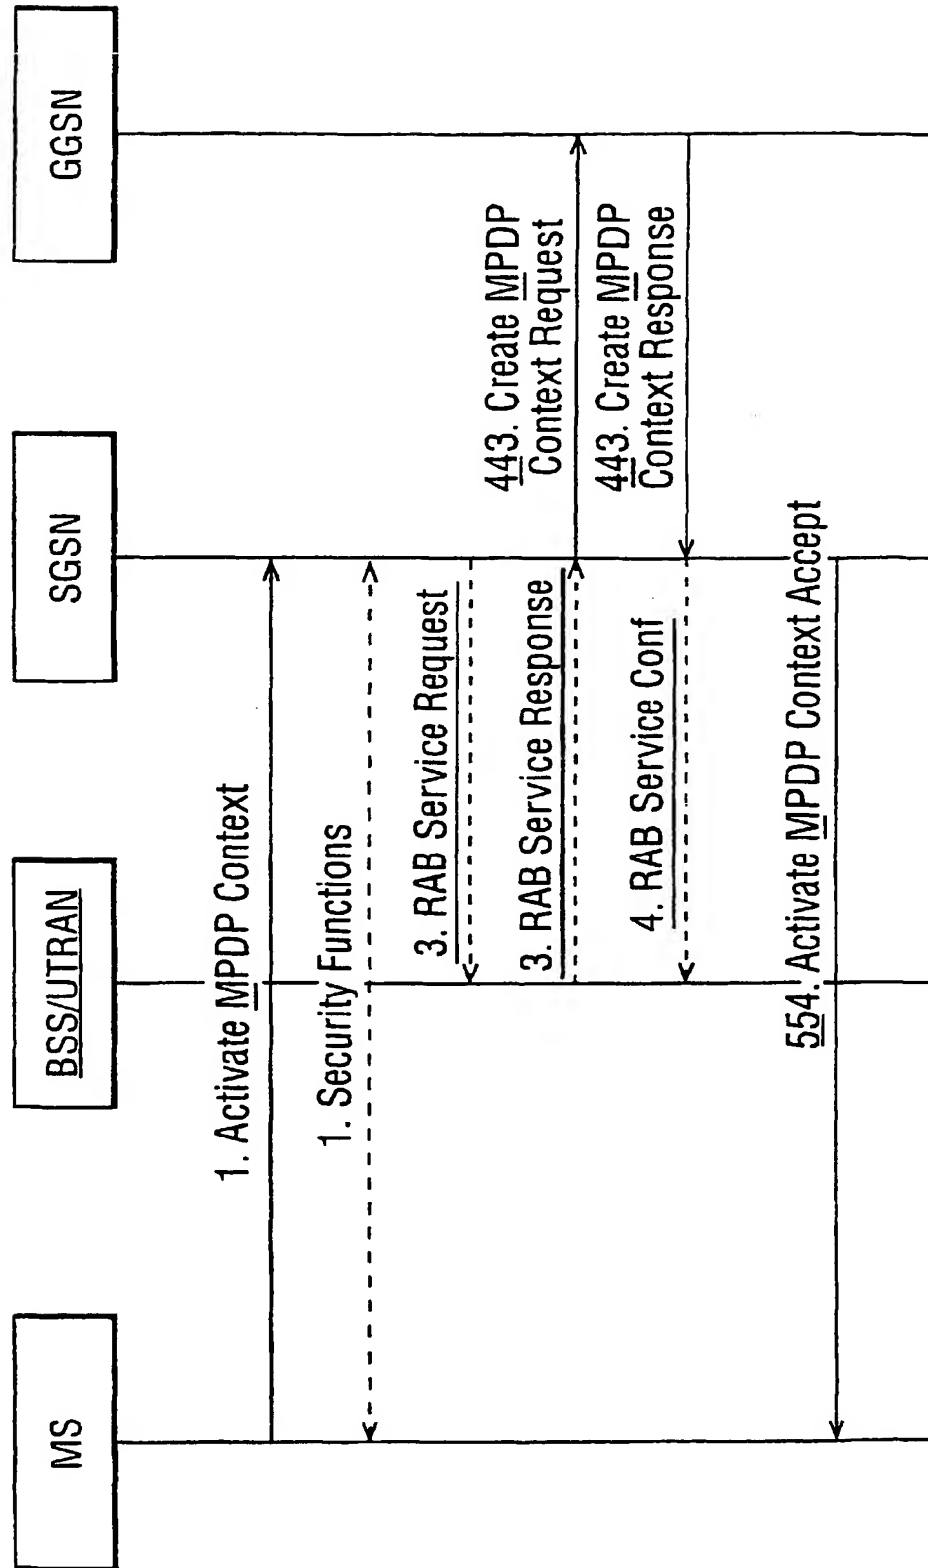 MS
BSS/UTRAN
SGSN
GGSN
1. Activate MPDP Context
1. Security Functions
3. RAB Service Request
3. RAB Service Response
443. Create MPDP
Context Request
4. RAB Service Conf
443. Create MPDP
Context Response
554. Activate MPDP Context Accept